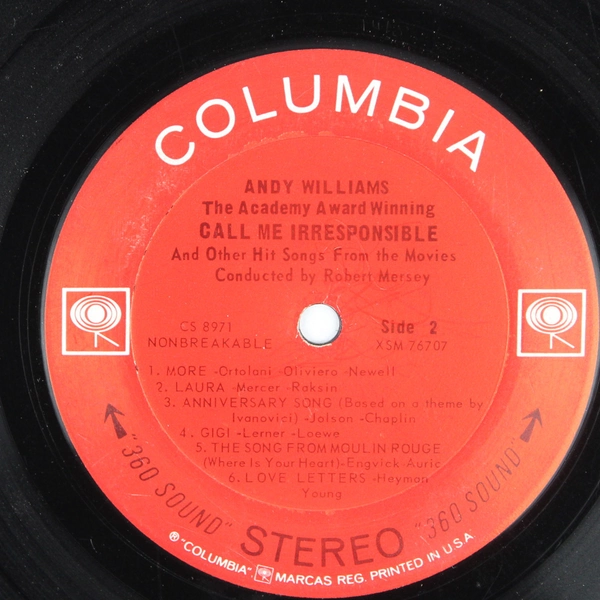 COLUMBIA
ANDY WILLIAMS
The Academy Award Winning
CALL ME IRRESPONSIBLE
And Other Hit Songs From the Movies
Conducted by Robert Mersey
CS 8971
NONBREAKABLE
Side 2
XSM 76707
1. MORE -Ortolani -Oliviero -Newell
2. LAURA -Mercer -Raksin
3. ANNIVERSARY SONG (Based on a theme by
Ivanovici) -Jolson -Chaplin
4. GIGI -Lerner -Loewe
5. THE SONG FROM MOULIN ROUGE
(Where Is Your Heart)-Engvick-Auric
6. LOVE LETTERS -Heyman
Young
"360 SOUND"
STEREO
"360 SOUND"
® "COLUMBIA" MARCAS REG. PRINTED IN U.S.A